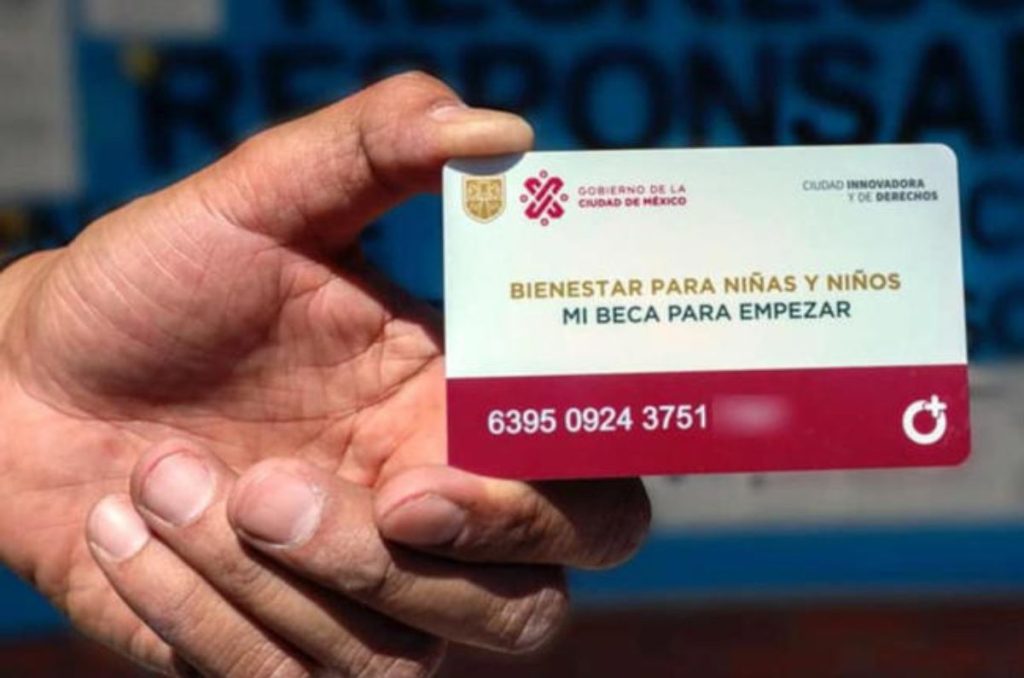 RESPONSA
GOBIERNO DE LA
CIUDAD DE MÉXICO
CIUDAD INNOVADORA
Y DE DERECHOS
BIENESTAR PARA NIÑAS Y NIÑOS
MI BECA PARA EMPEZAR
6395 0924 3751